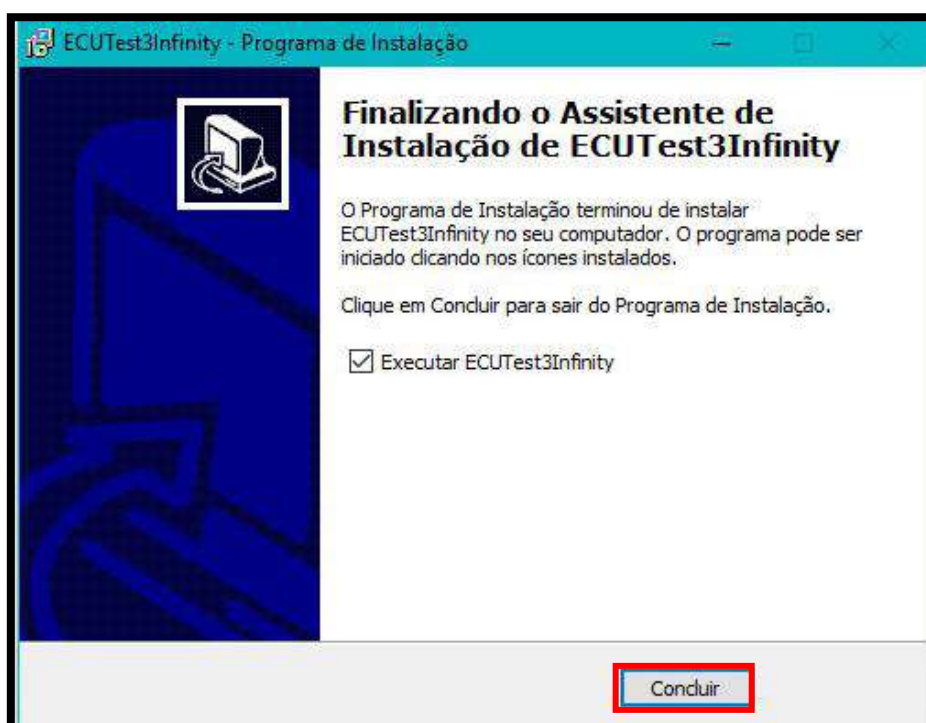 ECUTest3Infinity - Programa de Instalação
Finalizando o Assistente de
Instalação de ECUTest3Infinity
O Programa de Instalação terminou de instalar
ECUTest3Infinity no seu computador. O programa pode ser
iniciado clicando nos ícones instalados.
Clique em Concluir para sair do Programa de Instalação.
Executar ECUTest3Infinity
Concluir